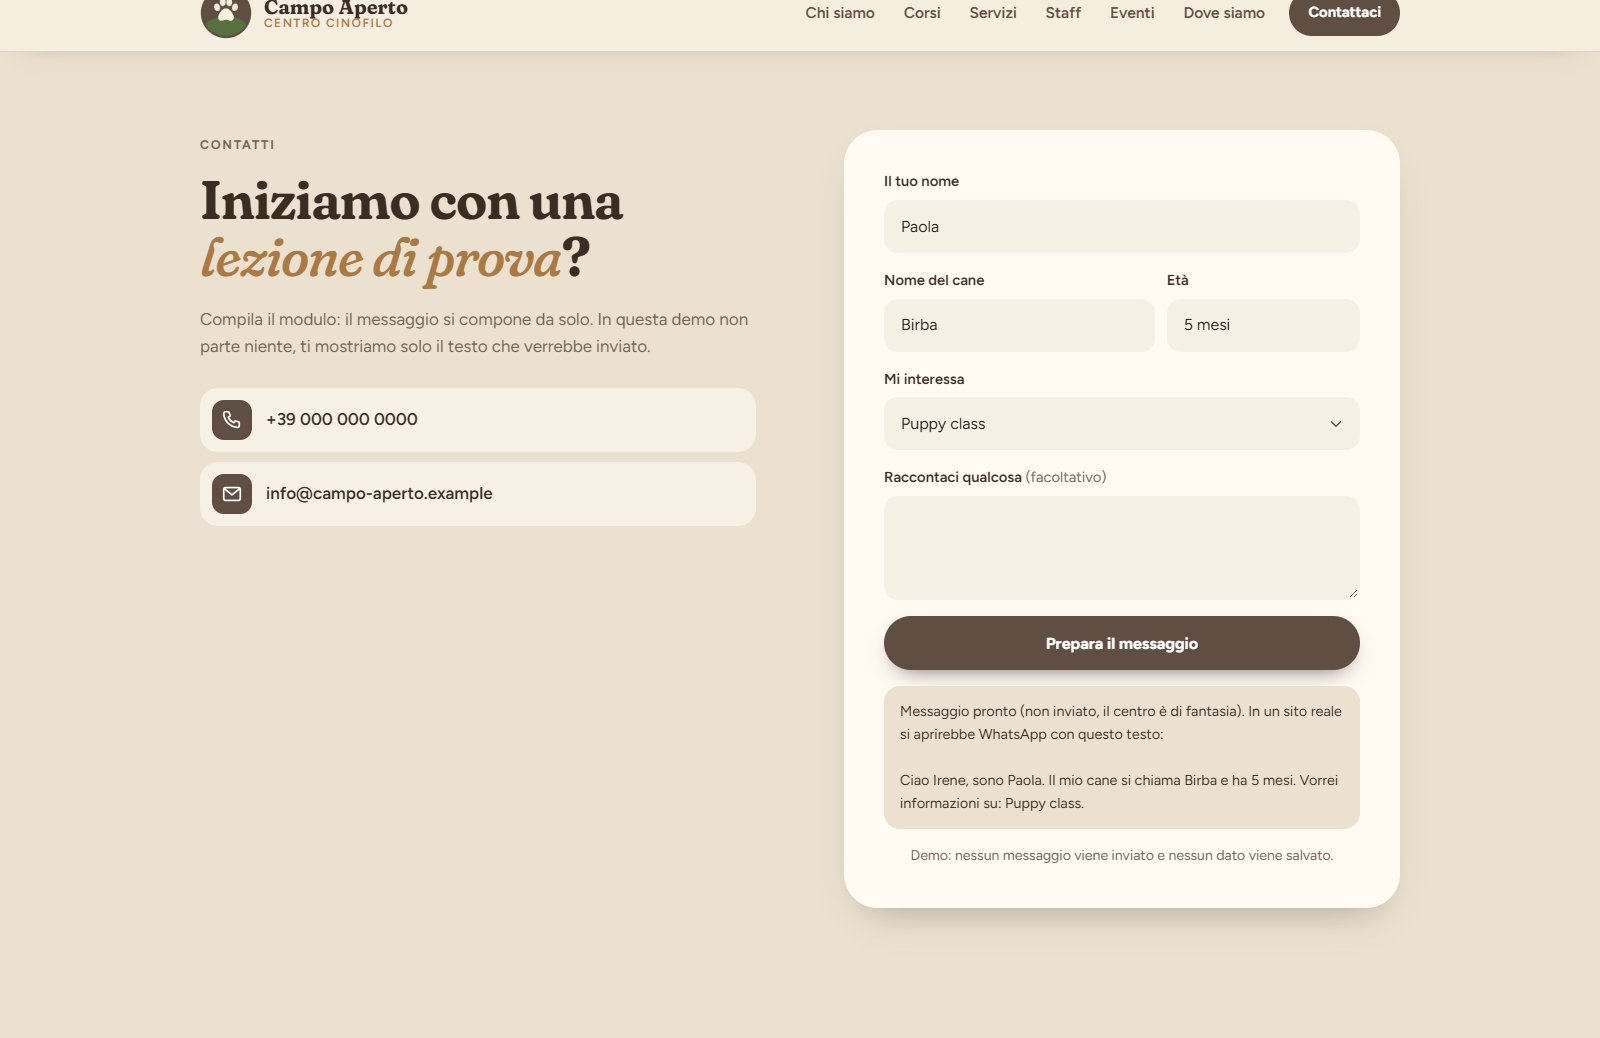 Campo Aperto
CENTRO CINOFILO
Chi siamo
Corsi
Servizi
Staff
Eventi
Dove siamo
Contattaci
CONTATTI
Iniziamo con una
lezione di prova?
Compila il modulo: il messaggio si compone da solo. In questa demo non
parte niente, ti mostriamo solo il testo che verrebbe inviato.
+39 000 000 0000
info@campo-aperto.example
Il tuo nome
Paola
Nome del cane
Età
Birba
5 mesi
Mi interessa
Puppy class
Raccontaci qualcosa (facoltativo)
Prepara il messaggio
Messaggio pronto (non inviato, il centro è di fantasia). In un sito reale
si aprirebbe WhatsApp con questo testo:
Ciao Irene, sono Paola. Il mio cane si chiama Birba e ha 5 mesi. Vorrei
informazioni su: Puppy class.
Demo: nessun messaggio viene inviato e nessun dato viene salvato.